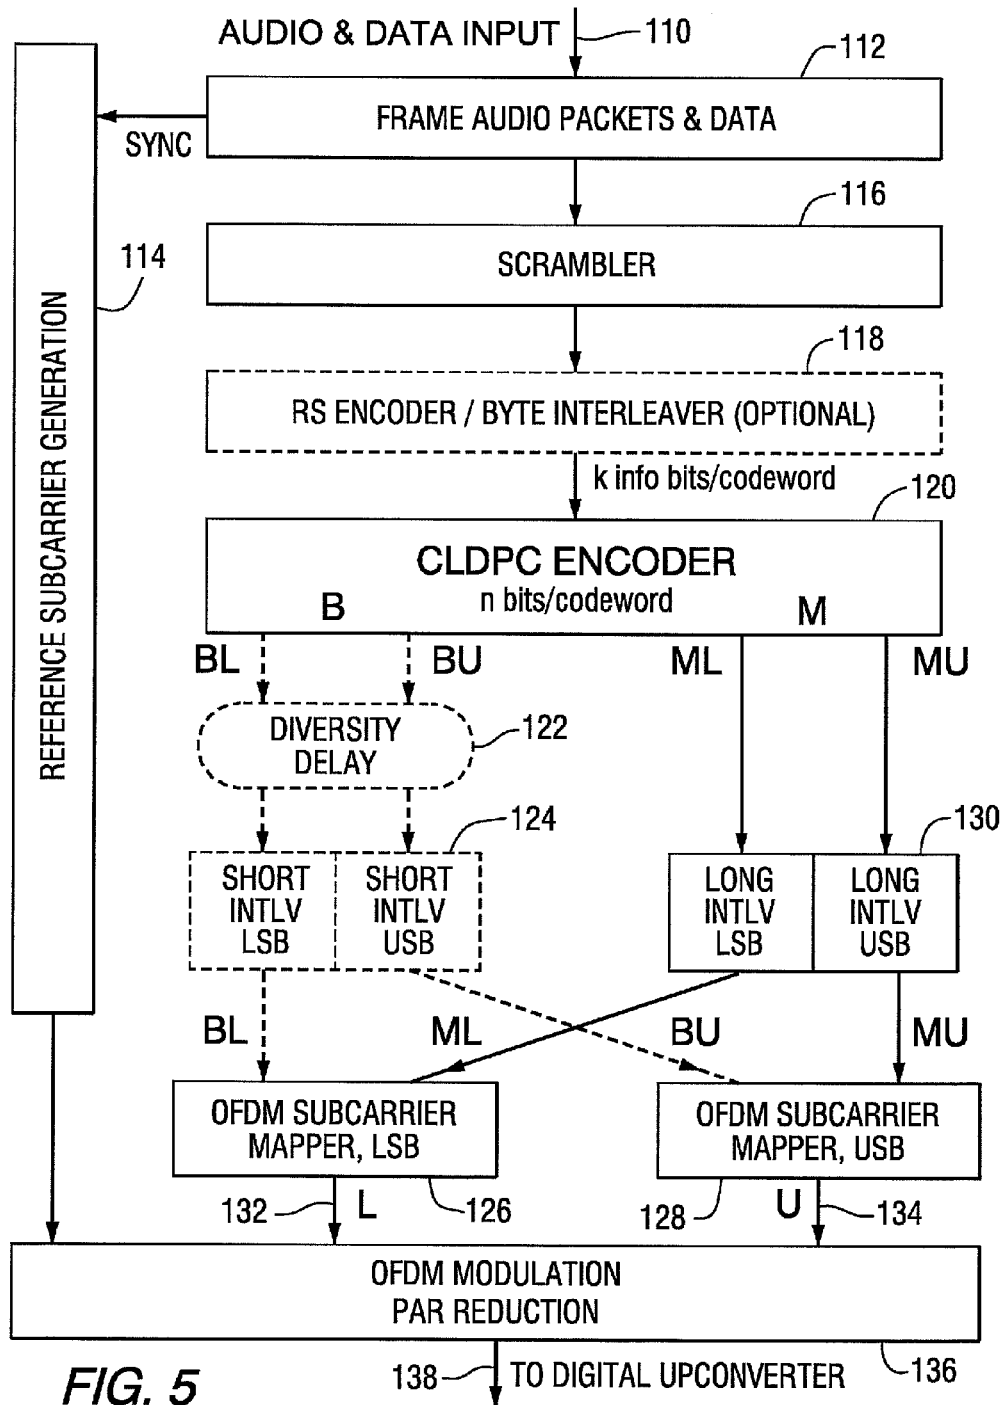 AUDIO & DATA INPUT
110
112
FRAME AUDIO PACKETS & DATA
SYNC
116
SCRAMBLER
114
REFERENCE SUBCARRIER GENERATION
118
RS ENCODER / BYTE INTERLEAVER (OPTIONAL)
k info bits/codeword
120
CLDPC ENCODER
n bits/codeword
B
M
BL
BU
ML
MU
DIVERSITY
DELAY
122
124
130
SHORT
INTLV
LSB
SHORT
INTLV
USB
LONG
INTLV
LSB
LONG
INTLV
USB
BL
ML
BU
MU
OFDM SUBCARRIER
MAPPER, LSB
OFDM SUBCARRIER
MAPPER, USB
132
L
126
128
U
134
OFDM MODULATION
PAR REDUCTION
136
138
TO DIGITAL UPCONVERTER
FIG. 5